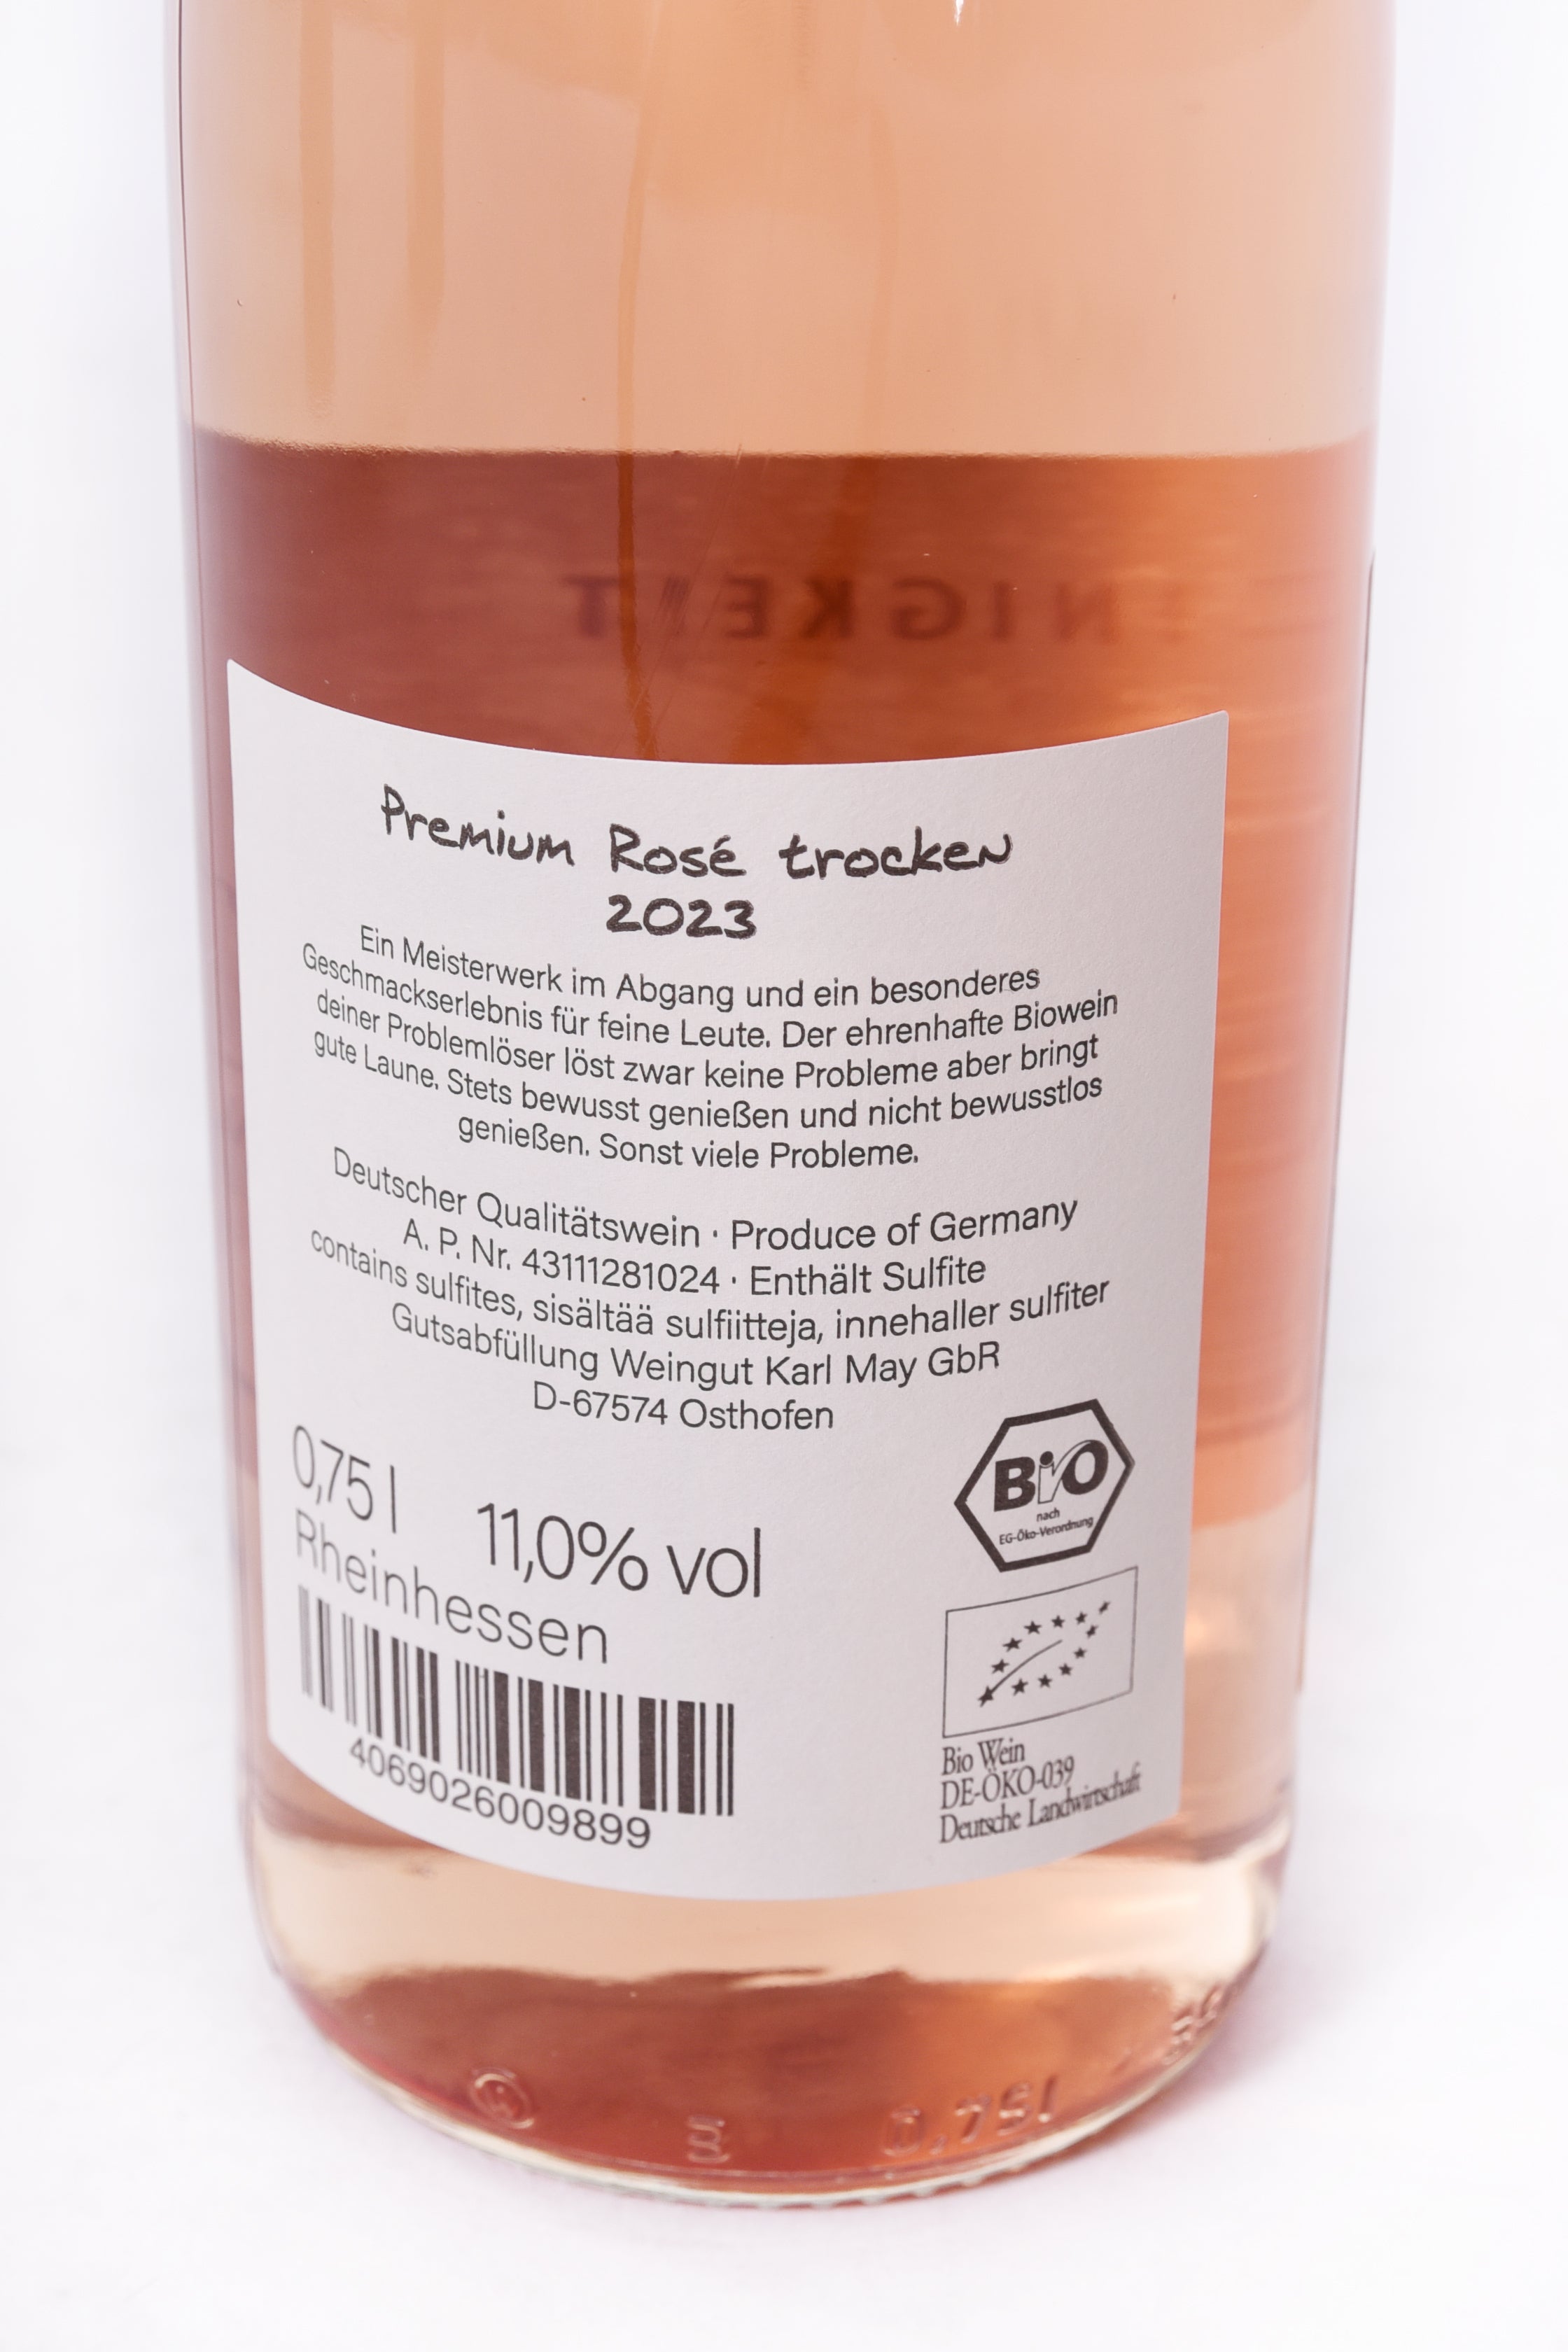 NIGKEIT
Premium Rosé trocken
2023
Ein Meisterwerk im Abgang und ein besonderes
Geschmackserlebnis für feine Leute. Der ehrenhafte Biowein
deiner Problemlöser löst zwar keine Probleme aber bringt
gute Laune. Stets bewusst genießen und nicht bewusstlos
genießen. Sonst viele Probleme.
Deutscher Qualitätswein · Produce of Germany
A. P. Nr. 43111281024 · Enthält Sulfite
contains sulfites, sisältää sulfiitteja, innehaller sulfiter
Gutsabfüllung Weingut Karl May GbR
D-67574 Osthofen
0,75 l 11,0% vol
Rheinhessen
4069026009899
Bio
nach
EG-Öko-Verordnung
Bio Wein
DE-ÖKO-039
Deutsche Landwirtschaft
0,75l